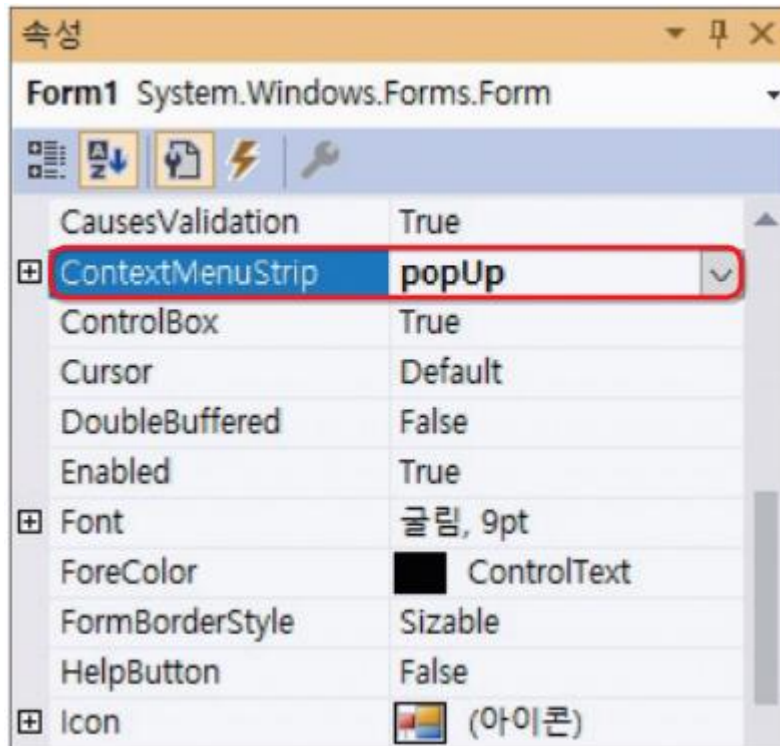 속성
Form1 System.Windows.Forms.Form
CausesValidation True
ContextMenuStrip popUp
ControlBox True
Cursor Default
DoubleBuffered False
Enabled True
Font 굴림, 9pt
ForeColor ControlText
FormBorderStyle Sizable
HelpButton False
Icon (아이콘)